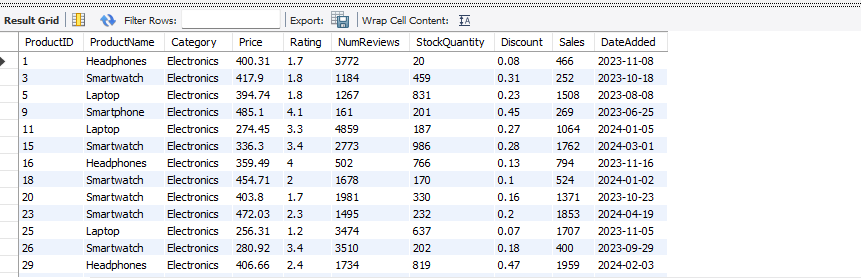 Result Grid Filter Rows: Export: Wrap Cell Content:
ProductID ProductName Category Price Rating NumReviews StockQuantity Discount Sales DateAdded
1 Headphones Electronics 400.31 1.7 3772 20 0.08 466 2023-11-08
3 Smartwatch Electronics 417.9 1.8 1184 459 0.31 252 2023-10-18
5 Laptop Electronics 394.74 1.8 1267 831 0.23 1508 2023-08-08
9 Smartphone Electronics 485.1 4.1 161 201 0.45 269 2023-06-25
11 Laptop Electronics 274.45 3.3 4859 187 0.27 1064 2024-01-05
15 Smartwatch Electronics 336.3 3.4 2773 986 0.28 1762 2024-03-01
16 Headphones Electronics 359.49 4 502 766 0.13 794 2023-11-16
18 Smartwatch Electronics 454.71 2 1678 170 0.1 524 2024-01-02
20 Smartwatch Electronics 403.8 1.7 1981 330 0.16 1371 2023-10-23
23 Smartwatch Electronics 472.03 2.3 1495 232 0.2 1853 2024-04-19
25 Laptop Electronics 256.31 1.2 3474 637 0.07 1707 2023-11-05
26 Smartwatch Electronics 280.92 3.4 3510 202 0.18 400 2023-09-29
29 Headphones Electronics 406.66 2.4 1734 819 0.47 1959 2024-02-03